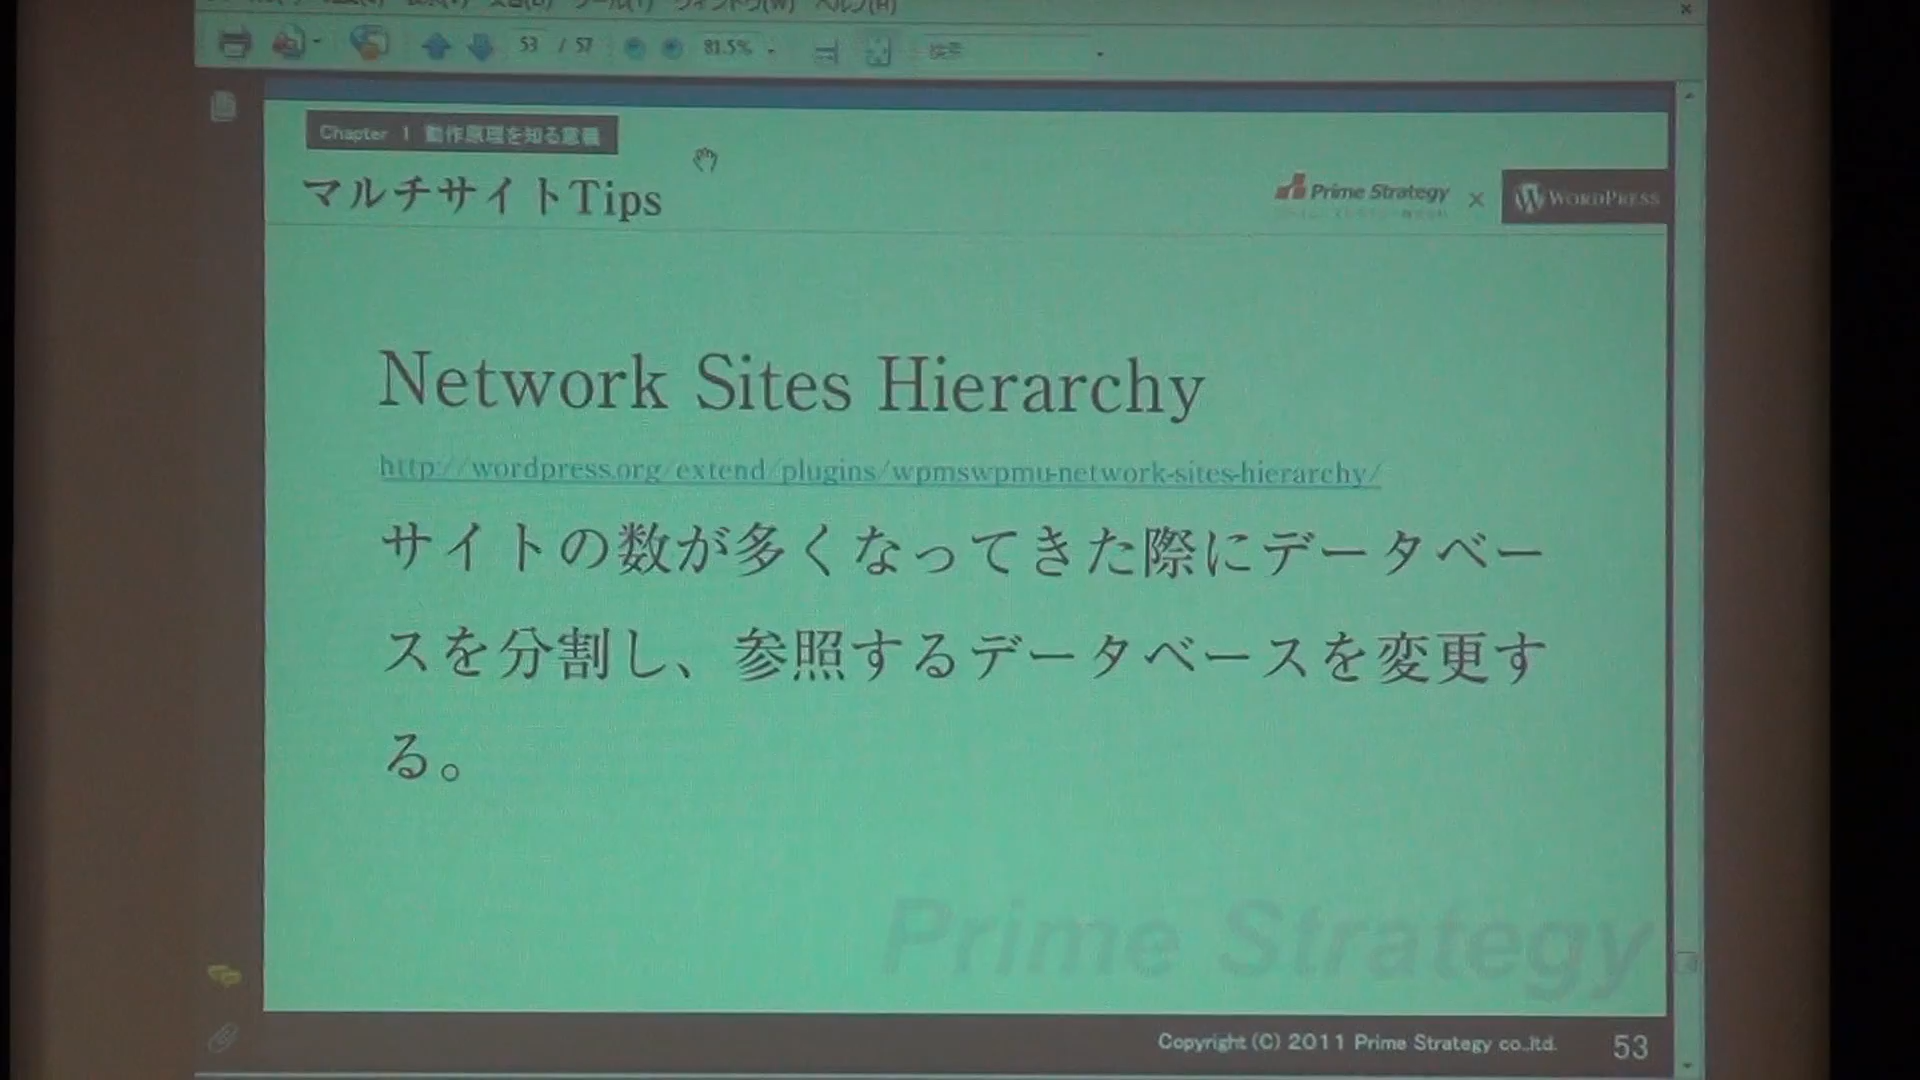 53 / 57 81.5%
Chapter 1 動作原理を知る意義
マルチサイトTips
Prime Strategy × WORDPRESS
Network Sites Hierarchy
http://wordpress.org/extend/plugins/wpmswpmu-network-sites-hierarchy/
サイトの数が多くなってきた際にデータベー
スを分割し、参照するデータベースを変更す
る。
Prime Strategy
Copyright (C) 2011 Prime Strategy co.,ltd. 53